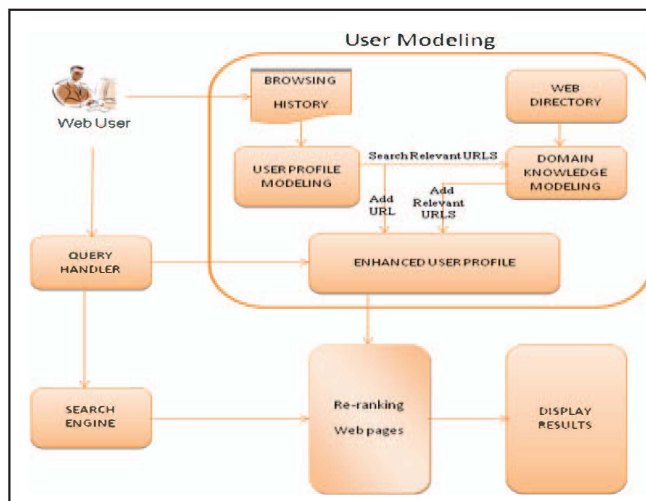 User Modeling
Web User
BROWSING
HISTORY
WEB
DIRECTORY
USER PROFILE
MODELING
Search Relevant URLS
DOMAIN
KNOWLEDGE
MODELING
Add
URL
Add
Relevant
URLS
QUERY
HANDLER
ENHANCED USER PROFILE
SEARCH
ENGINE
Re-ranking
Web pages
DISPLAY
RESULTS